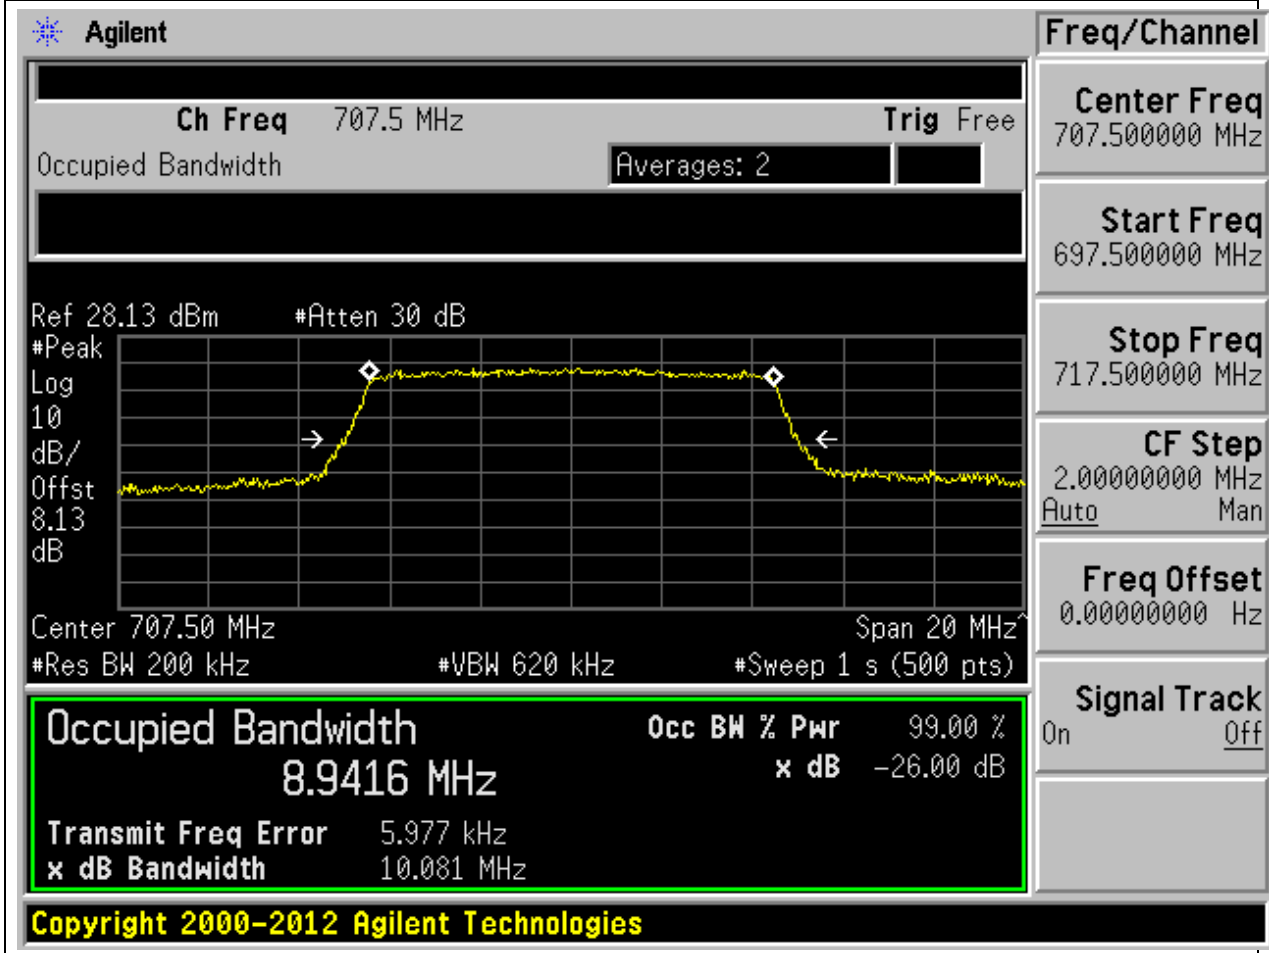 Agilent
Freq/Channel
Ch Freq 707.5 MHz Trig Free
Occupied Bandwidth Averages: 2
Ref 28.13 dBm #Atten 30 dB
#Peak
Log
10
dB/
Offst
8.13
dB
Center 707.50 MHz Span 20 MHz^
#Res BW 200 kHz #VBW 620 kHz #Sweep 1 s (500 pts)
Occupied Bandwidth Occ BW % Pwr 99.00 %
8.9416 MHz x dB -26.00 dB
Transmit Freq Error 5.977 kHz
x dB Bandwidth 10.081 MHz
Copyright 2000-2012 Agilent Technologies
Center Freq
707.500000 MHz
Start Freq
697.500000 MHz
Stop Freq
717.500000 MHz
CF Step
2.00000000 MHz
Auto Man
Freq Offset
0.00000000 Hz
Signal Track
On Off